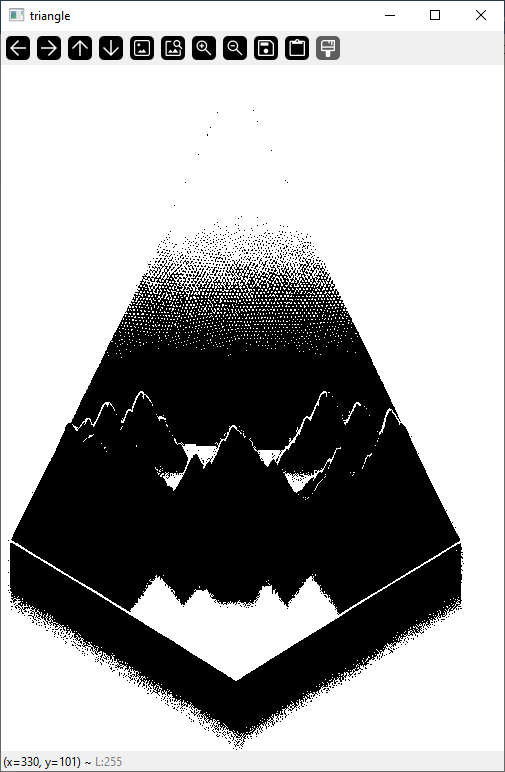 triangle
(x=330, y=101) ~ L:255